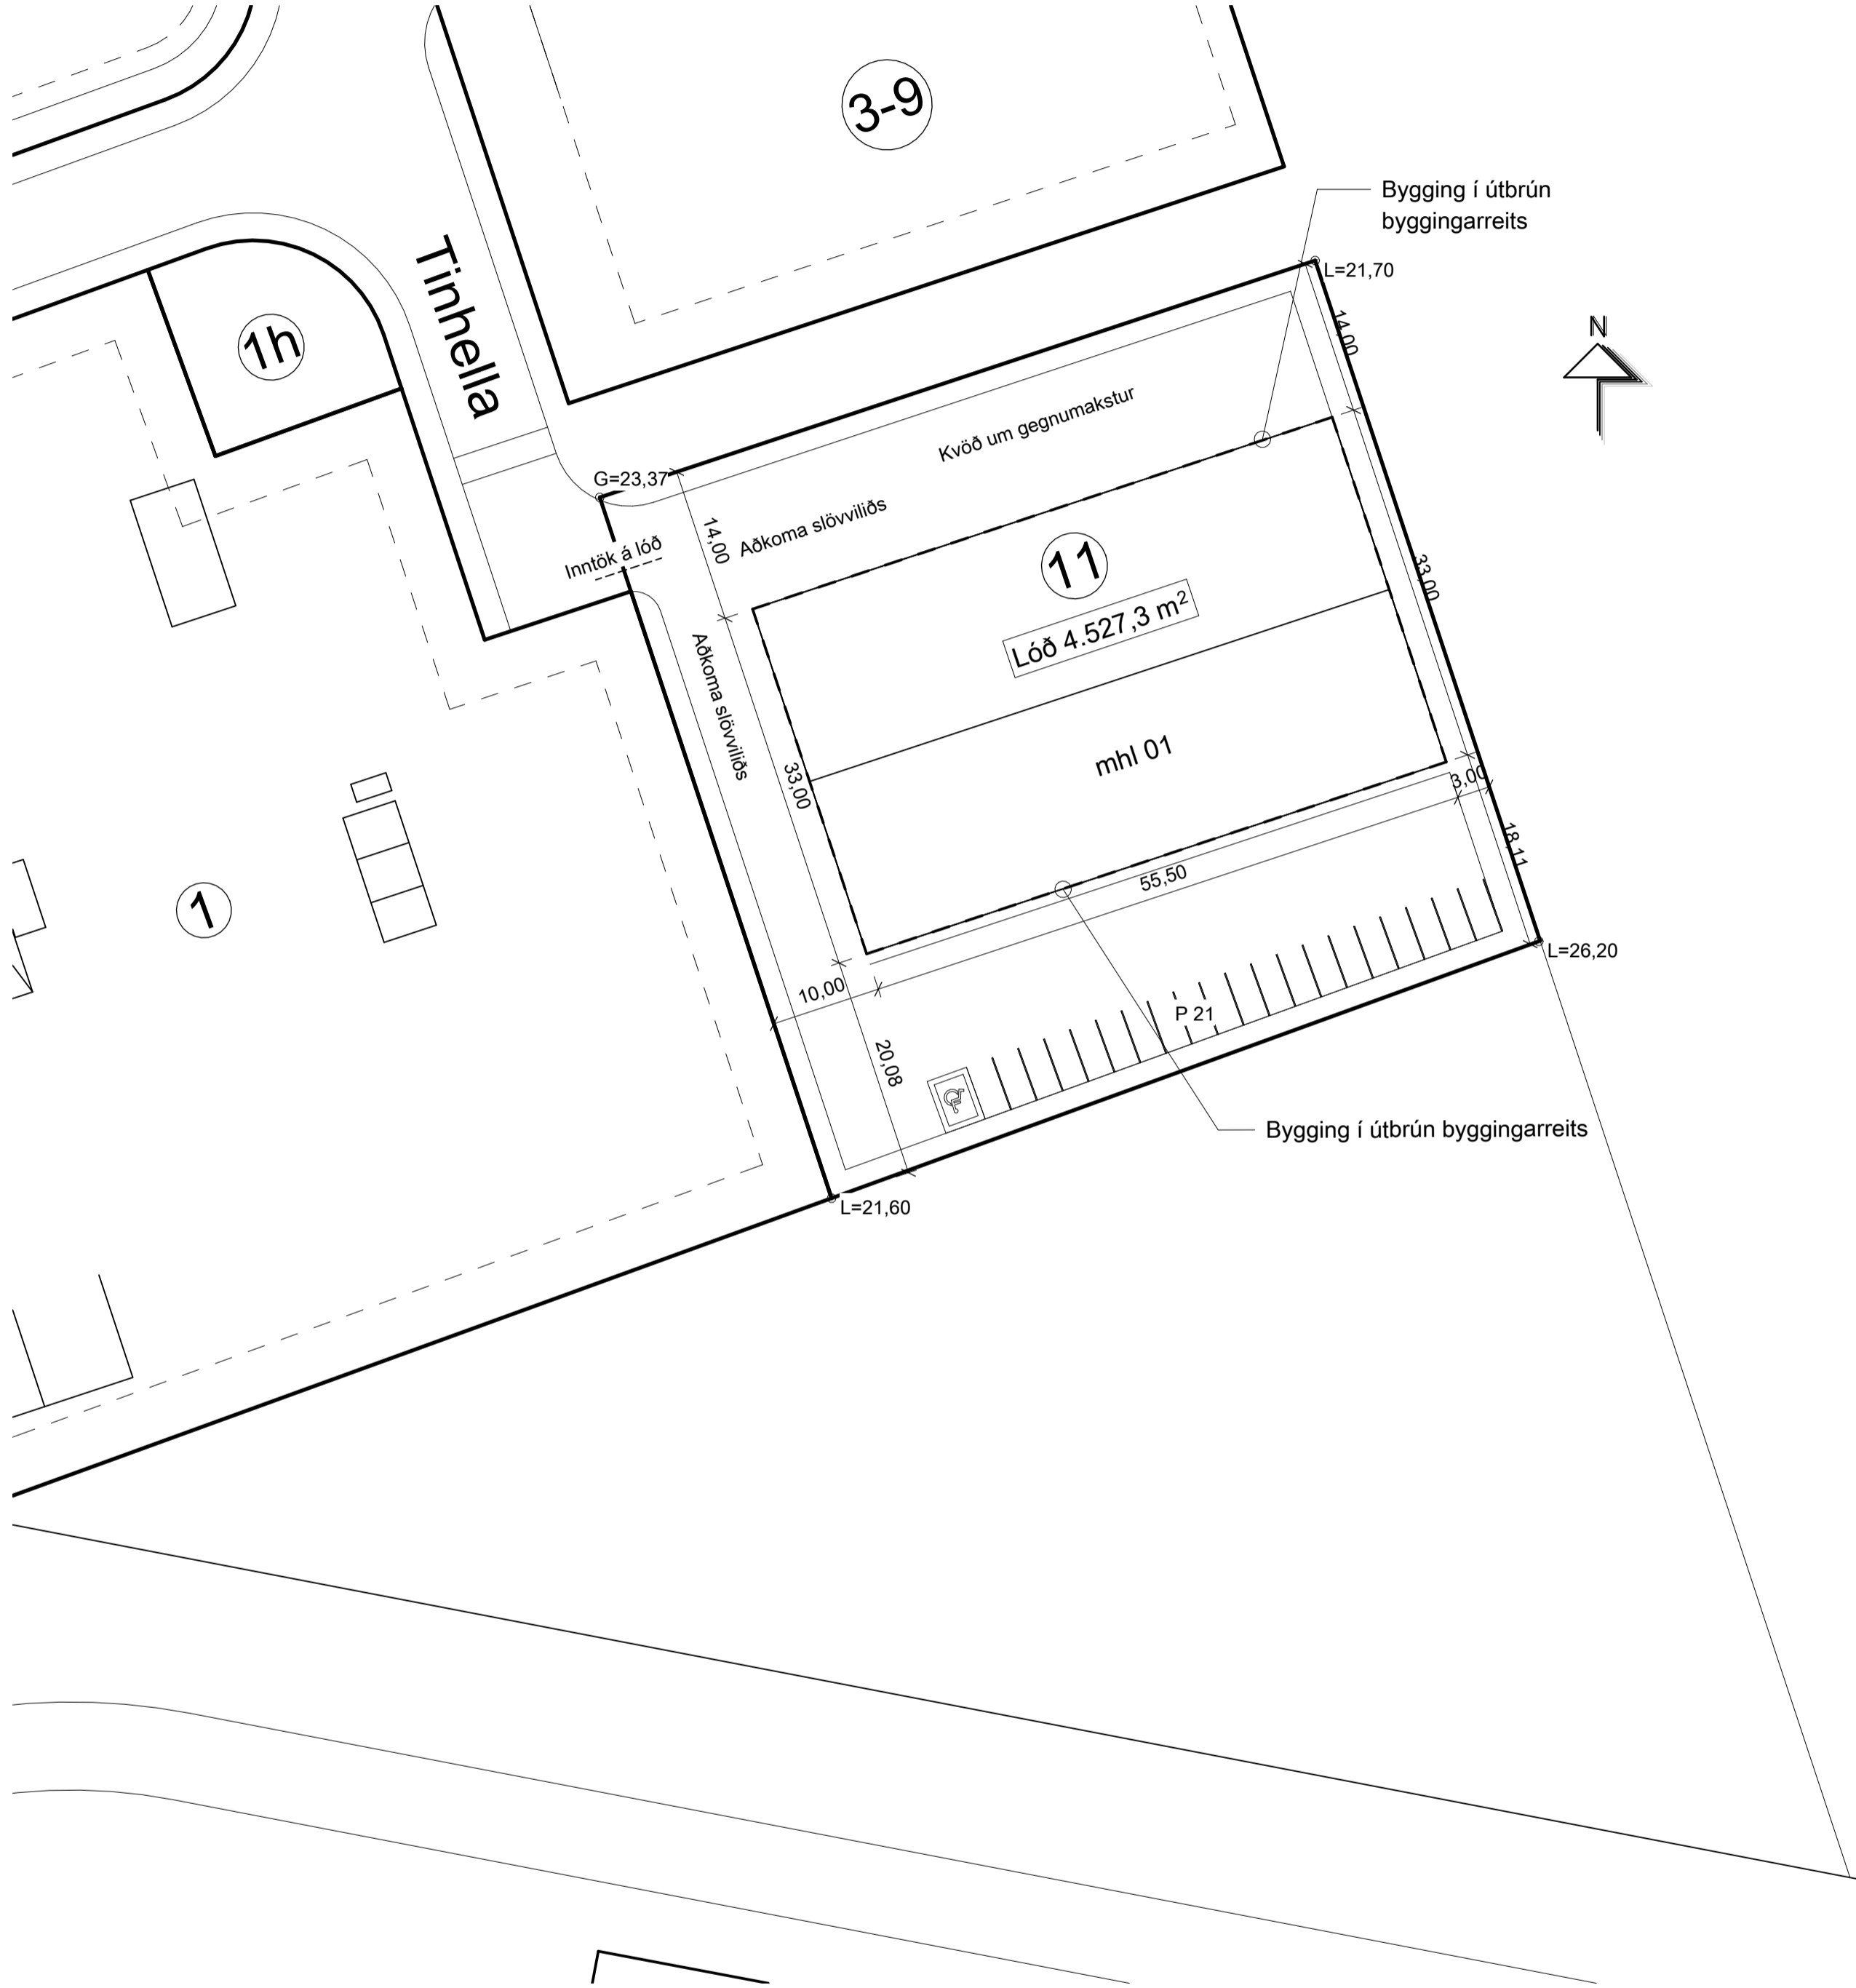 3-9
Bygging í útbrún
byggingarreits
L=21,70
N
1h
Tinhella
14,00
Kvöð um gegnumakstur
G=23,37
14,00
Aðkoma slövviliðs
Inntök á lóð
11
Lóð 4.527,3 m²
33,00
Aðkoma slövviliðs
mhl 01
33,00
3,00
18,11
55,50
1
L=26,20
10,00
P 21
20,08
Bygging í útbrún byggingarreits
L=21,60